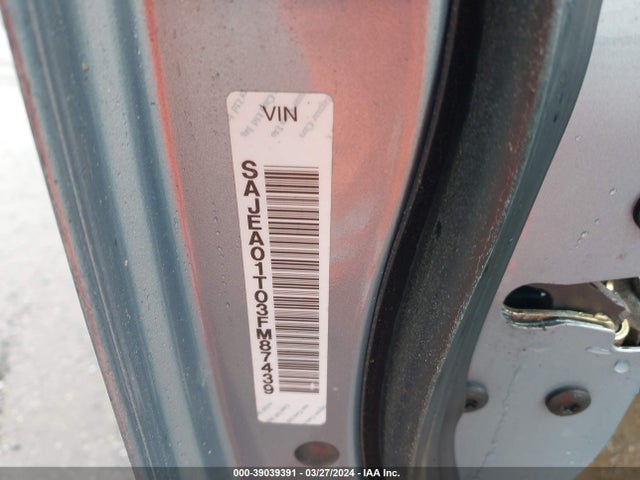 VIN
SAJEA01T03FM87439
000-39039391 - 03/27/2024 - IAA Inc.